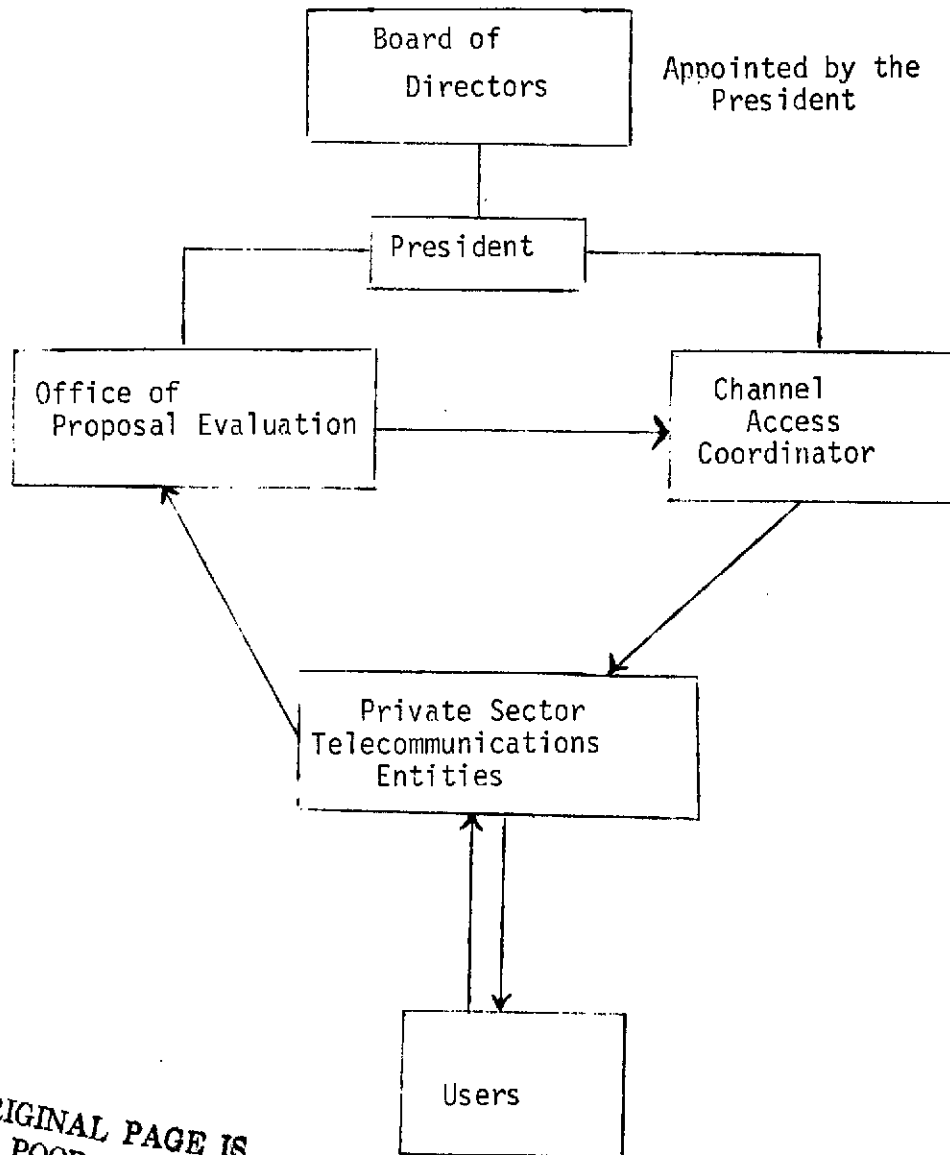 Board of
Directors
Appointed by the
President
President
Office of
Proposal Evaluation
Channel
Access
Coordinator
Private Sector
Telecommunications
Entities
Users
ORIGINAL PAGE IS